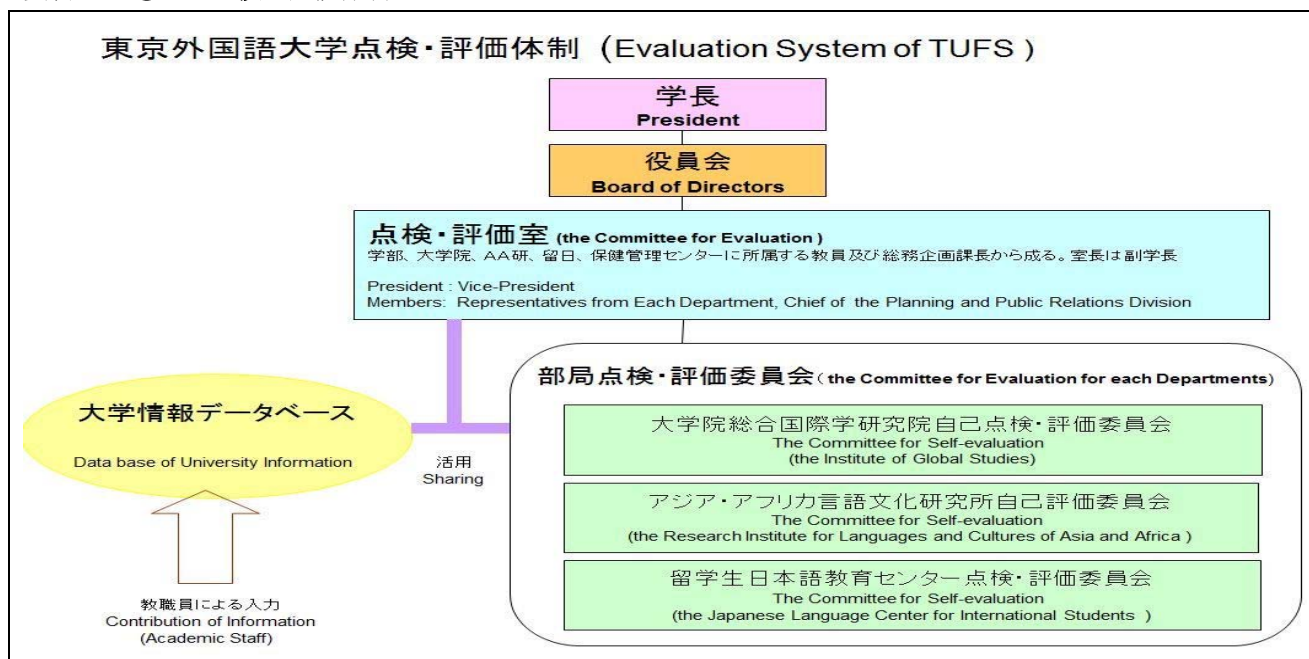 東京外国語大学点検・評価体制 (Evaluation System of TUFS )
学長
President
役員会
Board of Directors
点検・評価室 (the Committee for Evaluation )
学部、大学院、AA研、留日、保健管理センターに所属する教員及び総務企画課長から成る。室長は副学長
President : Vice-President
Members: Representatives from Each Department, Chief of the Planning and Public Relations Division
大学情報データベース
Data base of University Information
活用
Sharing
教職員による入力
Contribution of Information
(Academic Staff)
部局点検・評価委員会( the Committee for Evaluation for each Departments)
大学院総合国際学研究院自己点検・評価委員会
The Committee for Self-evaluation
(the Institute of Global Studies)
アジア・アフリカ言語文化研究所自己評価委員会
The Committee for Self-evaluation
(the Research Institute for Languages and Cultures of Asia and Africa )
留学生日本語教育センター点検・評価委員会
The Committee for Self-evaluation
(the Japanese Language Center for International Students )